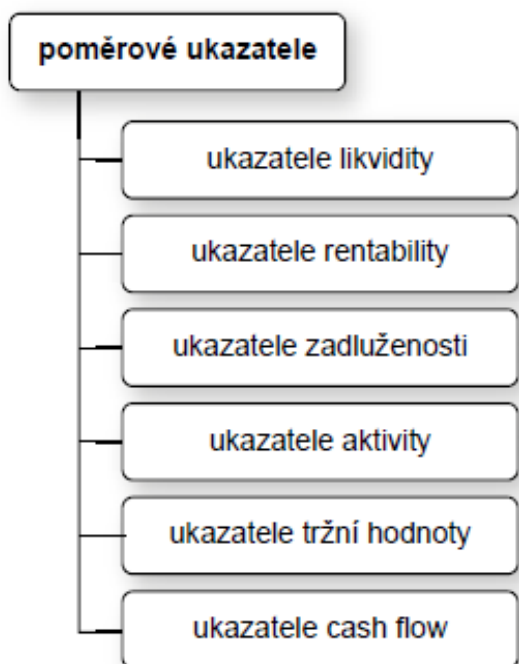 poměrové ukazatele
ukazatele likvidity
ukazatele rentability
ukazatele zadluženosti
ukazatele aktivity
ukazatele tržní hodnoty
ukazatele cash flow